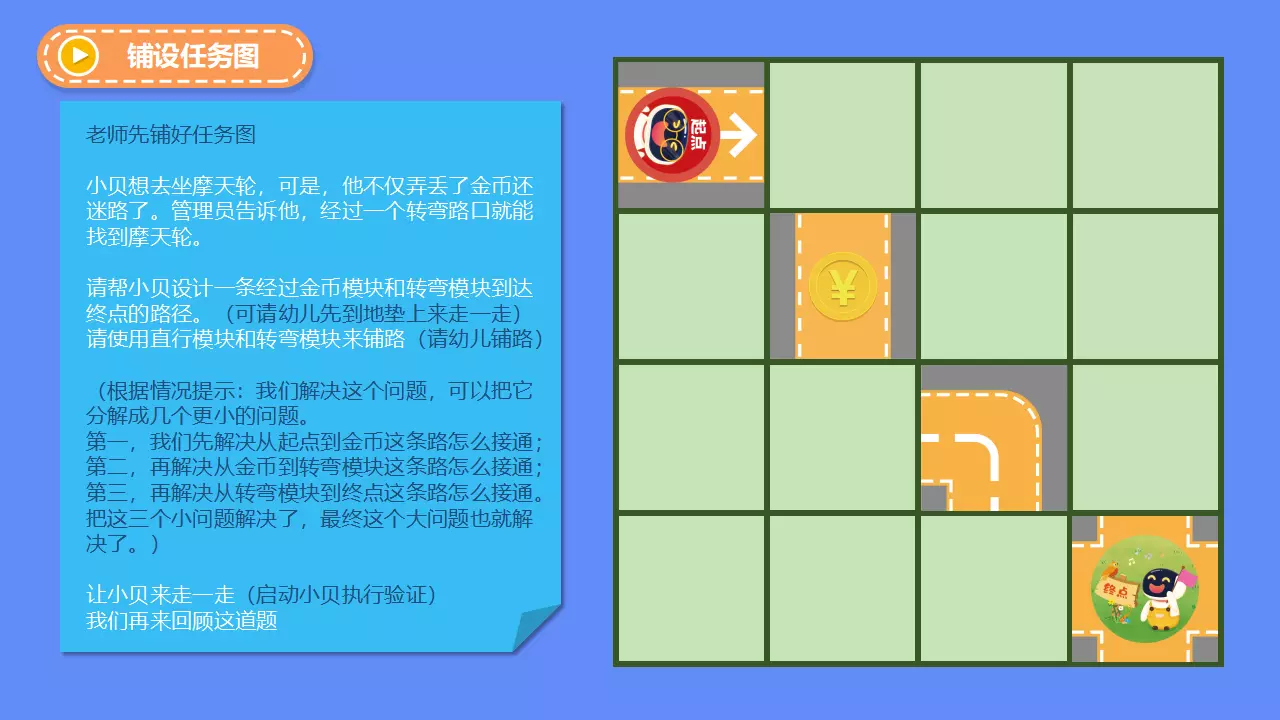 铺设任务图
老师先铺好任务图
小贝想去坐摩天轮，可是，他不仅弄丢了金币还
迷路了。管理员告诉他，经过一个转弯路口就能
找到摩天轮。
请帮小贝设计一条经过金币模块和转弯模块到达
终点的路径。（可请幼儿先到地垫上来走一走）
请使用直行模块和转弯模块来铺路（请幼儿铺路）
（根据情况提示：我们解决这个问题，可以把它
分解成几个更小的问题。
第一，我们先解决从起点到金币这条路怎么接通；
第二，再解决从金币到转弯模块这条路怎么接通；
第三，再解决从转弯模块到终点这条路怎么接通。
把这三个小问题解决了，最终这个大问题也就解
决了。）
让小贝来走一走（启动小贝执行验证）
我们再来回顾这道题
起点
¥
终点